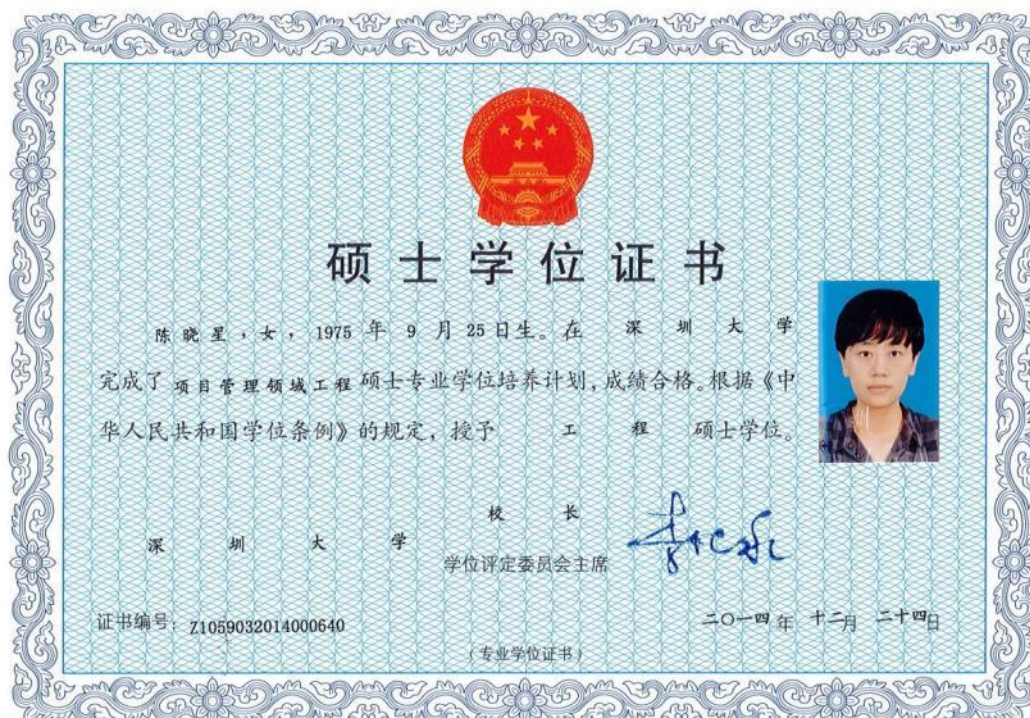 硕士学位证书
陈晓星，女，1975 年 9 月 25 日生。在 深圳大学
完成了 项目管理领域工程 硕士专业学位培养计划，成绩合格。根据《中
华人民共和国学位条例》的规定，授予 工程 硕士学位。
校长
深圳大学
学位评定委员会主席
证书编号：Z1059032014000640
二〇一四年 十二月 二十四日
（专业学位证书）